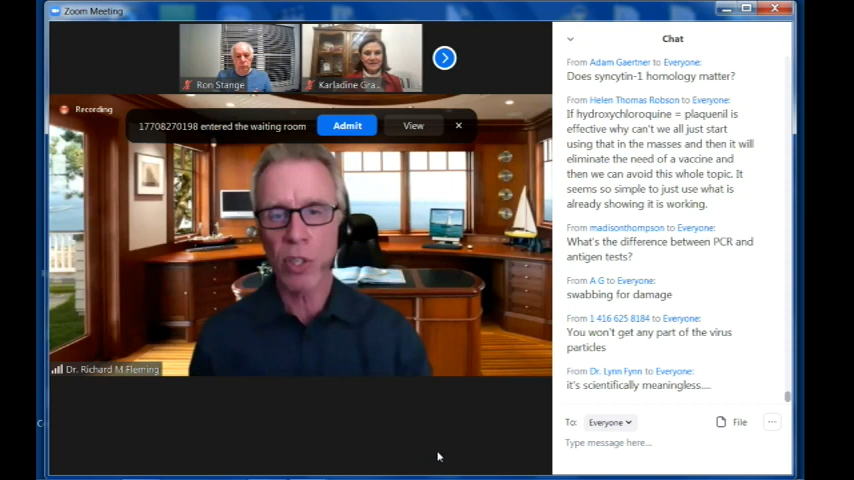 Zoom Meeting
Ron Stange
Karladine Gra...
Recording
17708270198 entered the waiting room
Admit
View
Dr. Richard M Fleming
Chat
From Adam Gaertner to Everyone:
Does syncytin-1 homology matter?
From Helen Thomas Robson to Everyone:
If hydroxychloroquine = plaquenil is
effective why can't we all just start
using that in the masses and then it will
eliminate the need of a vaccine and
then we can avoid this whole topic. It
seems so simple to just use what is
already showing it is working.
From madisonthompson to Everyone:
What's the difference between PCR and
antigen tests?
From A G to Everyone:
swabbing for damage
From 1 416 625 8184 to Everyone:
You won't get any part of the virus
particles
From Dr. Lynn Fynn to Everyone:
it's scientifically meaningless....
To: Everyone
File
Type message here...